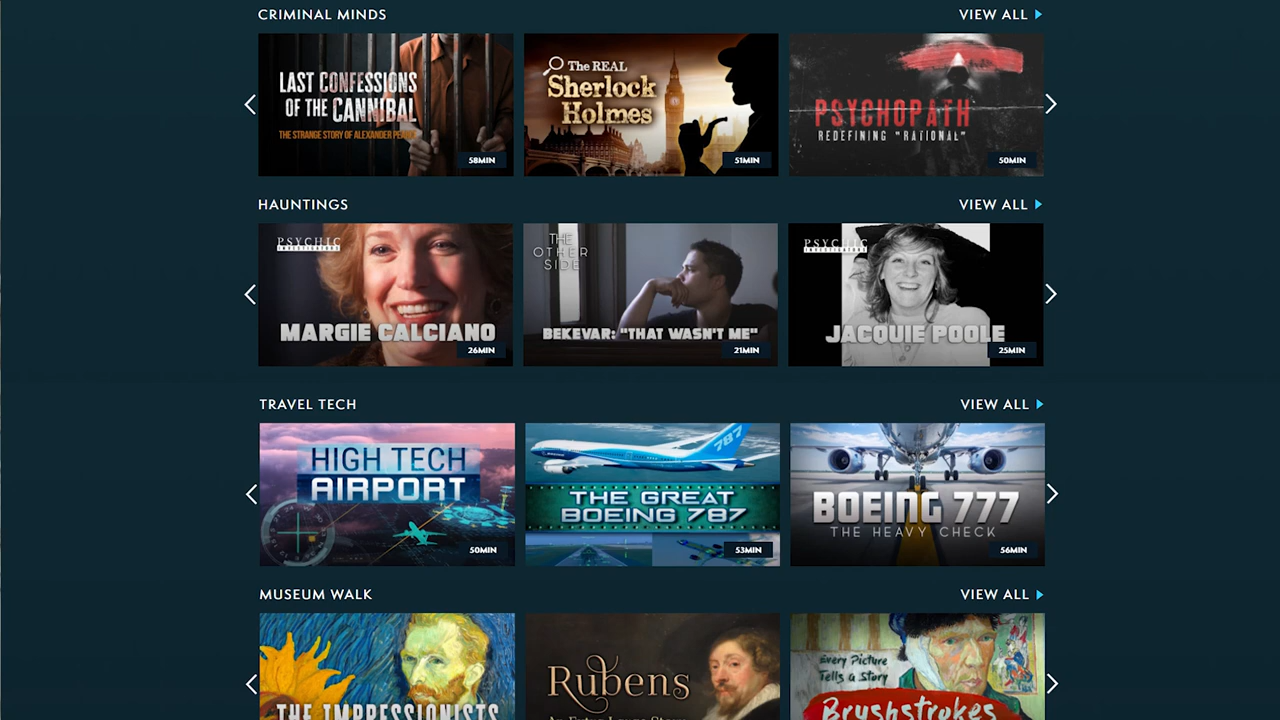 CRIMINAL MINDS
VIEW ALL
LAST CONFESSIONS
OF THE CANNIBAL
THE STRANGE STORY OF ALEXANDER PEARCE
58MIN
The REAL
Sherlock
Holmes
51MIN
PSYCHOPATH
REDEFINING "RATIONAL"
50MIN
HAUNTINGS
VIEW ALL
PSYCHIC
INVESTIGATORS
MARGIE CALCIANO
26MIN
THE
OTHER
SIDE
BEKEVAR: "THAT WASN'T ME"
21MIN
PSYCHIC
INVESTIGATORS
JACQUIE POOLE
25MIN
TRAVEL TECH
VIEW ALL
HIGH TECH
AIRPORT
50MIN
787
THE GREAT
BOEING 787
53MIN
BOEING 777
THE HEAVY CHECK
56MIN
MUSEUM WALK
VIEW ALL
THE IMPRESSIONISTS
Rubens
Every Picture
Tells a Story
Brushstrokes